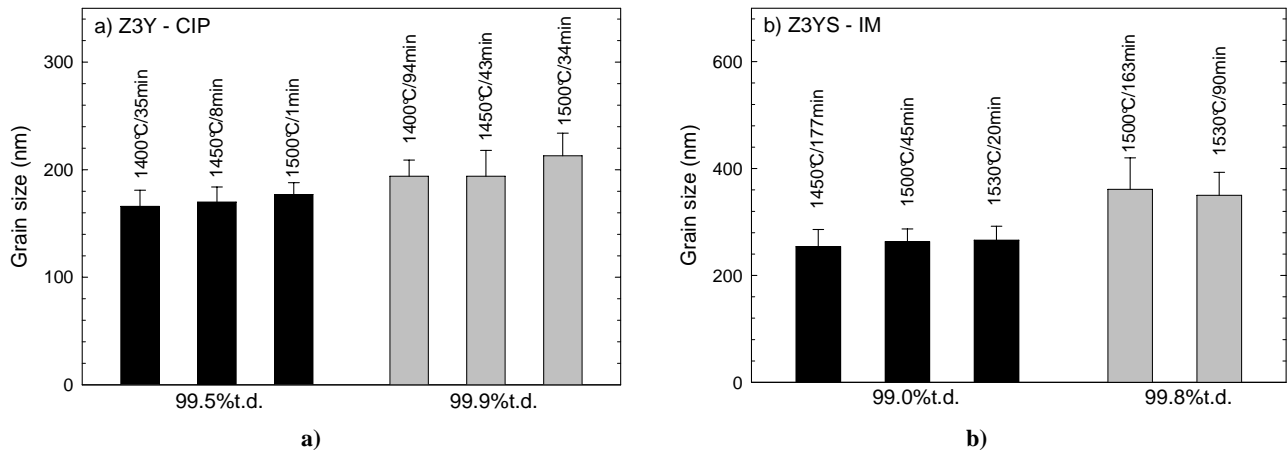 a) Z3Y - CIP
Grain size (nm)
300
200
100
0
1400°C/35min
1450°C/8min
1500°C/1min
1400°C/94min
1450°C/43min
1500°C/34min
99.5%t.d.
99.9%t.d.
a)
b) Z3YS - IM
Grain size (nm)
600
400
200
0
1450°C/177min
1500°C/45min
1530°C/20min
1500°C/163min
1530°C/90min
99.0%t.d.
99.8%t.d.
b)